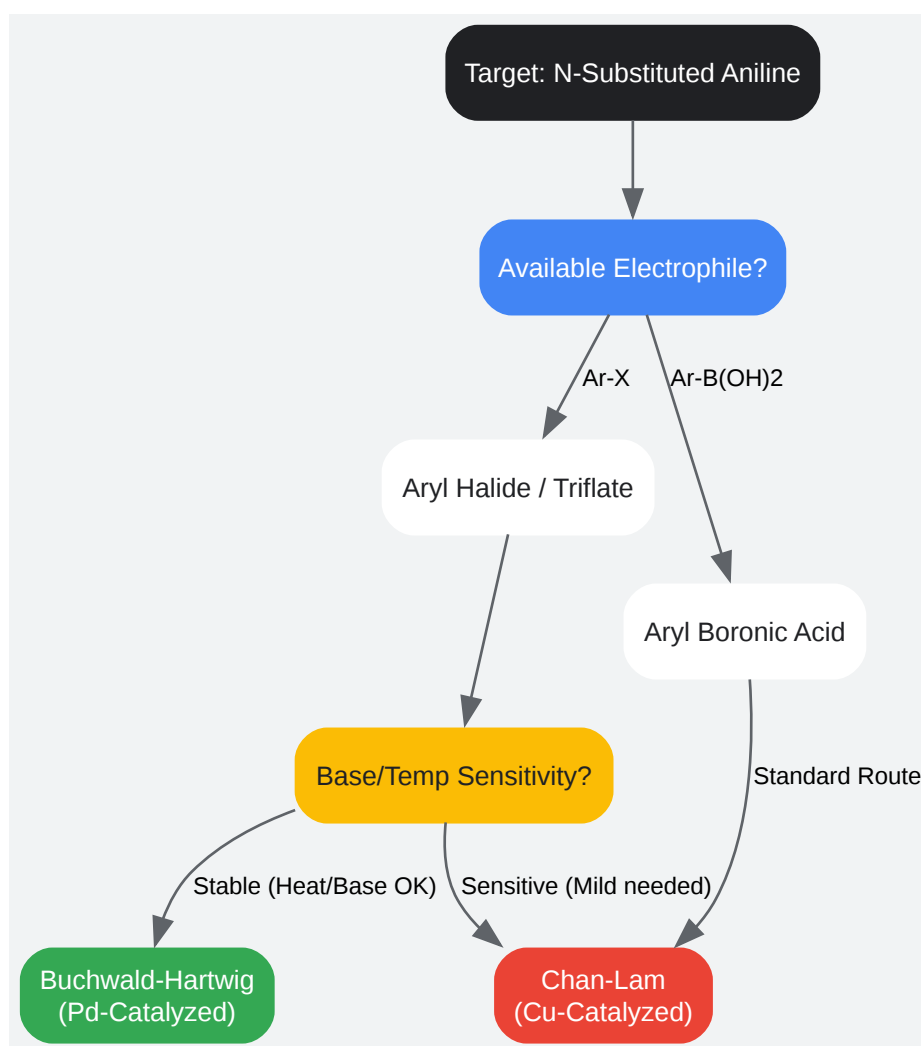 Target: N-Substituted Aniline
Available Electrophile?
Ar-X
Ar-B(OH)2
Aryl Halide / Triflate
Aryl Boronic Acid
Base/Temp Sensitivity?
Standard Route
Stable (Heat/Base OK)
Sensitive (Mild needed)
Buchwald-Hartwig
(Pd-Catalyzed)
Chan-Lam
(Cu-Catalyzed)